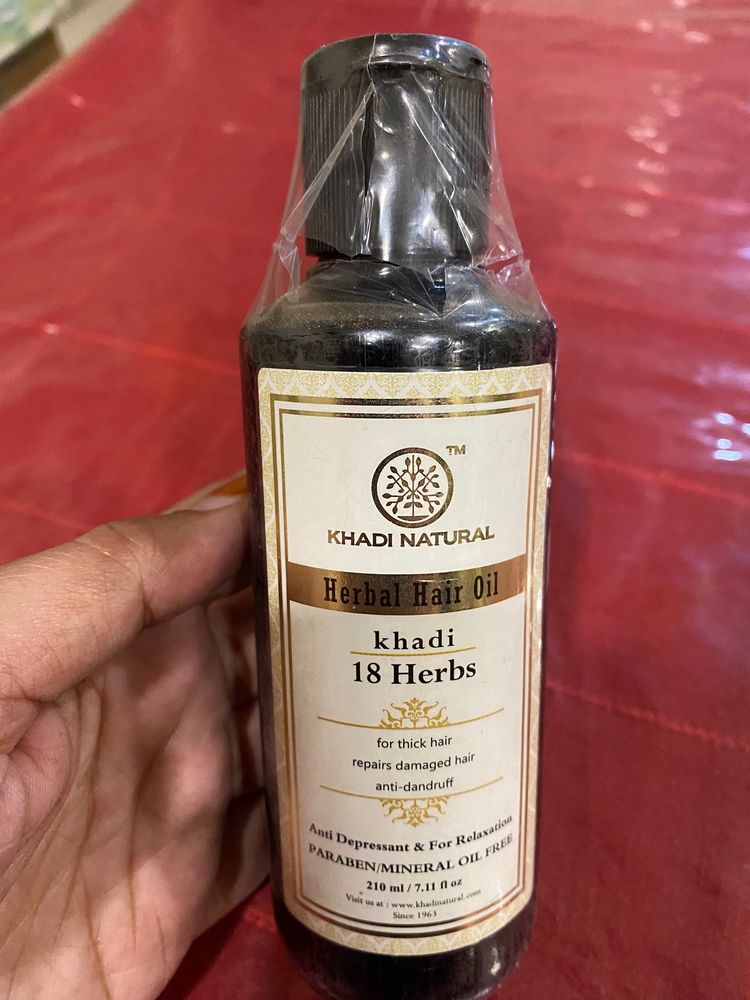 TM
KHADI NATURAL
Herbal Hair Oil
khadi
18 Herbs
for thick hair
repairs damaged hair
anti-dandruff
Anti Depressant & For Relaxation
PARABEN/MINERAL OIL FREE
210 ml / 7.11 fl oz
Visit us at : www.khadinatural.com
Since 1963